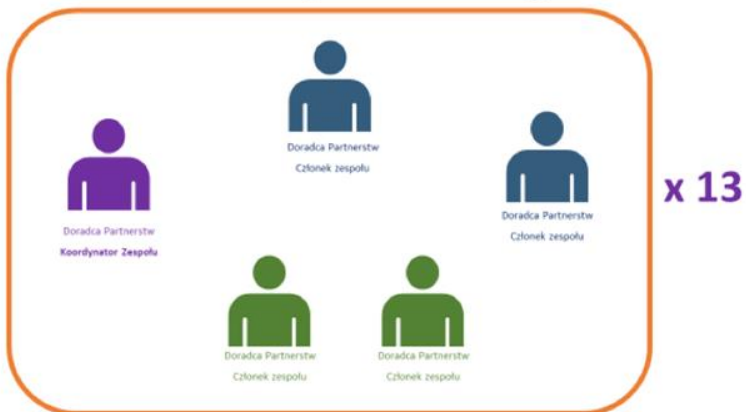 Doradca Partnerstw
Członek zespołu
Doradca Partnerstw
Członek zespołu
x 13
Doradca Partnerstw
Koordynator Zespołu
Doradca Partnerstw
Członek zespołu
Doradca Partnerstw
Członek zespołu